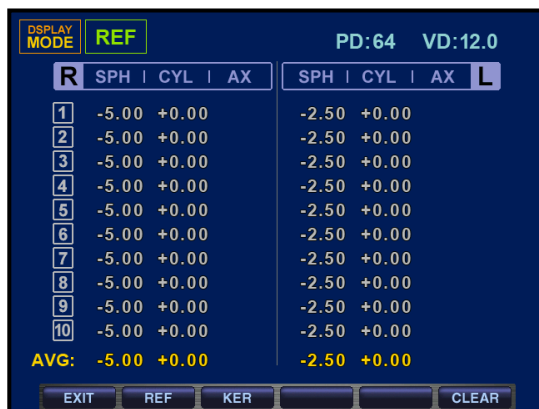 DSPLAY MODE REF PD:64 VD:12.0
R SPH | CYL | AX SPH | CYL | AX L
1 -5.00 +0.00 -2.50 +0.00
2 -5.00 +0.00 -2.50 +0.00
3 -5.00 +0.00 -2.50 +0.00
4 -5.00 +0.00 -2.50 +0.00
5 -5.00 +0.00 -2.50 +0.00
6 -5.00 +0.00 -2.50 +0.00
7 -5.00 +0.00 -2.50 +0.00
8 -5.00 +0.00 -2.50 +0.00
9 -5.00 +0.00 -2.50 +0.00
10 -5.00 +0.00 -2.50 +0.00
AVG: -5.00 +0.00 -2.50 +0.00
EXIT REF KER CLEAR